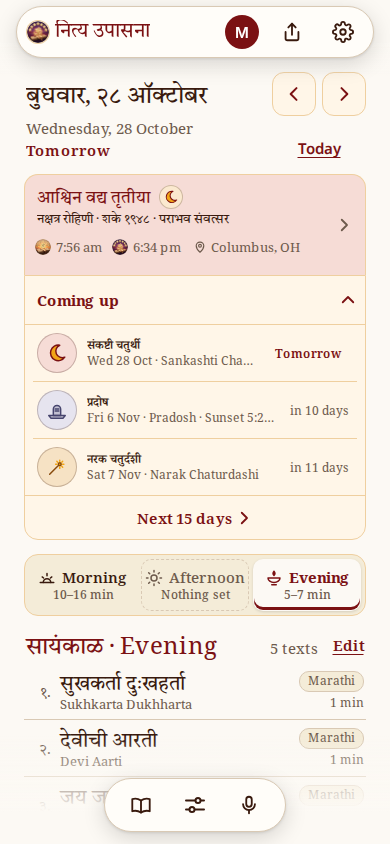 नित्य उपासना
M
बुधवार, २८ ऑक्टोबर
Wednesday, 28 October
Tomorrow
Today
आश्विन वद्य तृतीया
नक्षत्र रोहिणी · शके १९४८ · पराभव संवत्सर
7:56 am 6:34 pm Columbus, OH
Coming up
संकष्टी चतुर्थी
Wed 28 Oct · Sankashti Cha...
Tomorrow
प्रदोष
Fri 6 Nov · Pradosh · Sunset 5:2...
in 10 days
नरक चतुर्दशी
Sat 7 Nov · Narak Chaturdashi
in 11 days
Next 15 days
Morning
10–16 min
Afternoon
Nothing set
Evening
5–7 min
सायंकाळ · Evening
5 texts
Edit
१. सुखकर्ता दुःखहर्ता
Sukhkarta Dukhharta
Marathi
1 min
२. देवीची आरती
Devi Aarti
Marathi
1 min
जय
Marathi